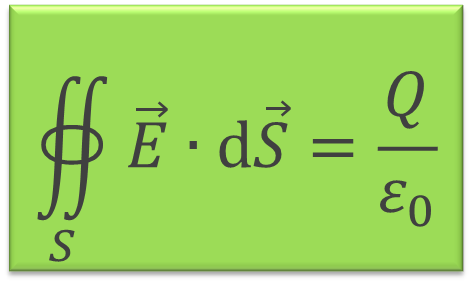 ∯_S E⃗ · dS⃗ = Q/ε₀